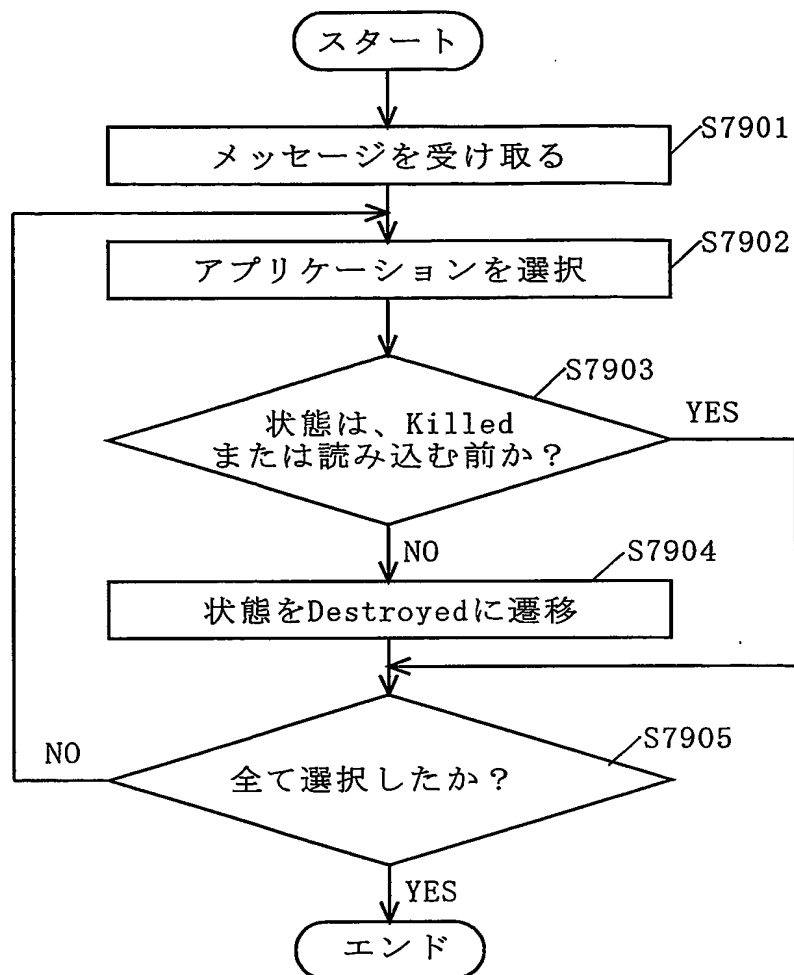 スタート
S7901
メッセージを受け取る
S7902
アプリケーションを選択
S7903
状態は、Killed
または読み込む前か？
YES
NO
S7904
状態をDestroyedに遷移
S7905
NO
全て選択したか？
YES
エンド